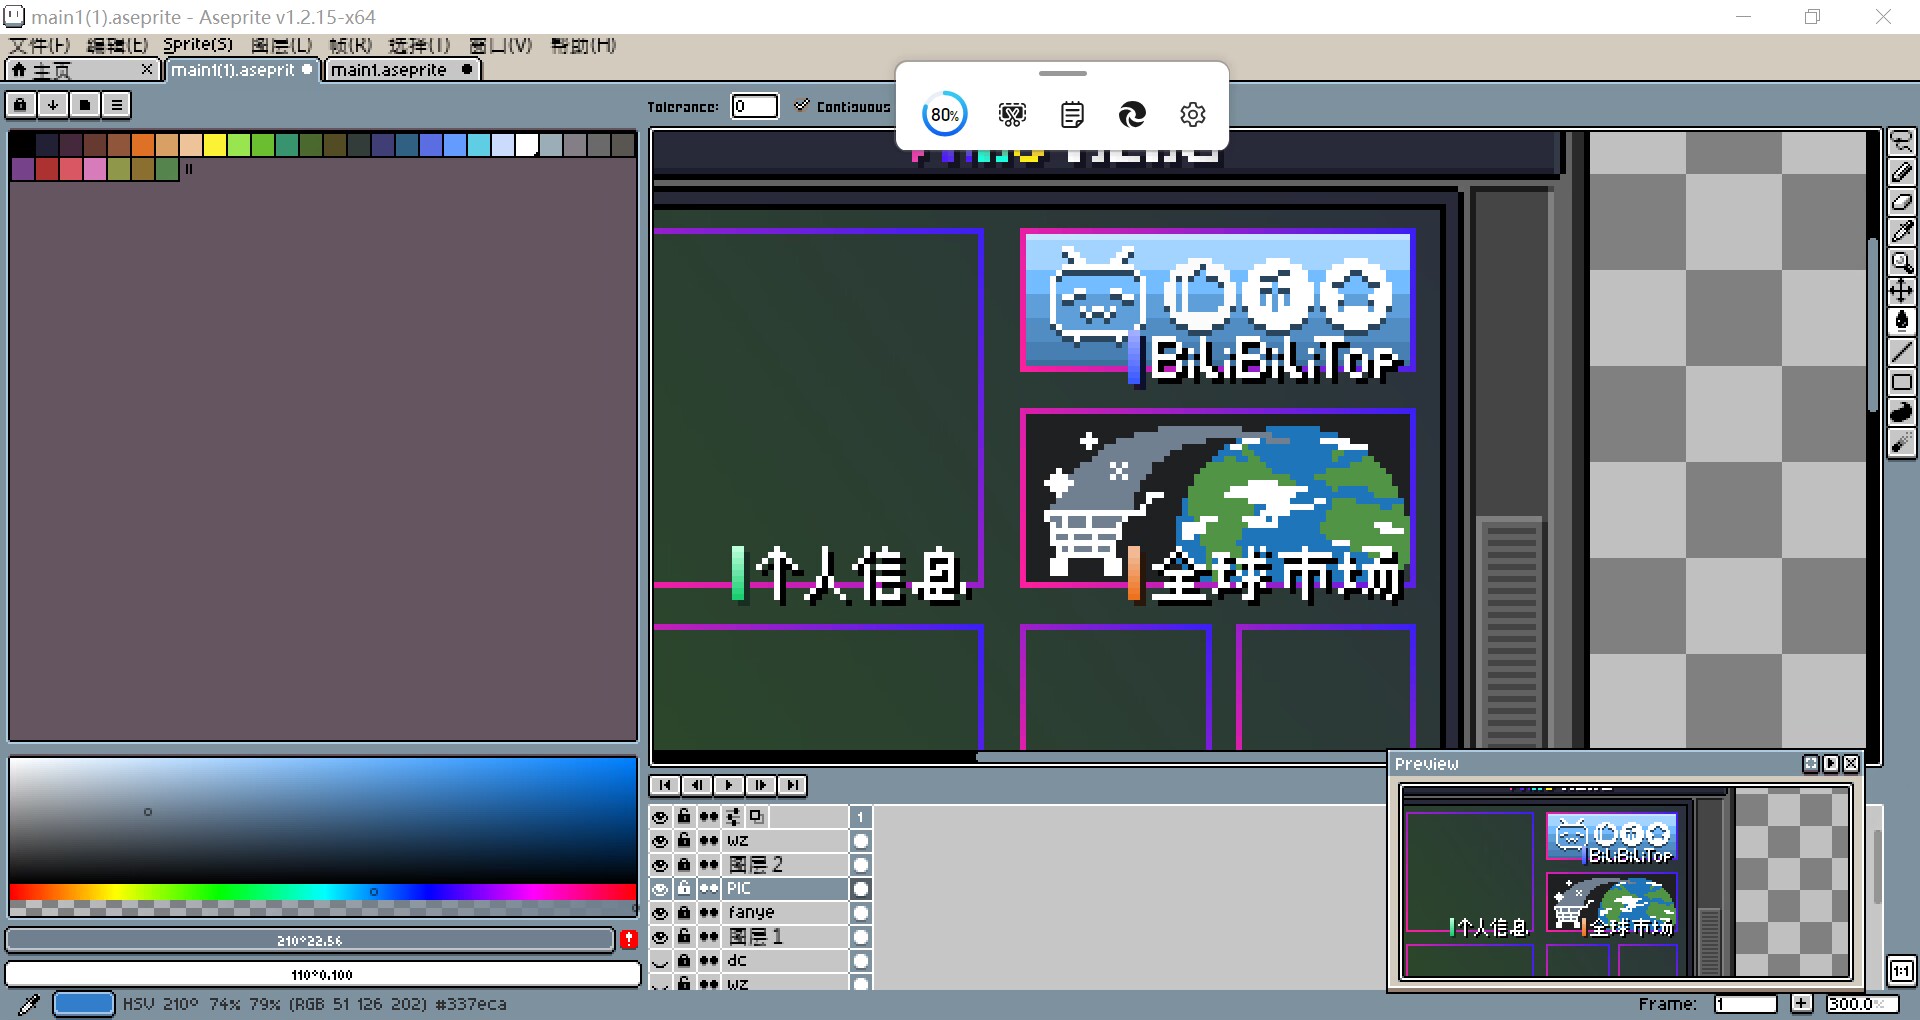 main1(1).aseprite - Aseprite v1.2.15-x64
文件(F) 编辑(E) Sprite(S) 图层(L) 帧(R) 选择(T) 窗口(V) 帮助(H)
主页
main1(1).aseprit
main1.aseprite
Tolerance: 0 Contiguous
80%
BiLiBiLiTop
个人信息
全球市场
Preview
BiLiBiLiTop
个人信息
全球市场
1
wz
图层 2
PIC
fanye
图层 1
dc
wz
210°22.56
110°0.100
1:1
HSV 210° 74% 79% (RGB 51 126 202) #337eca
Frame: 1 + 300.0